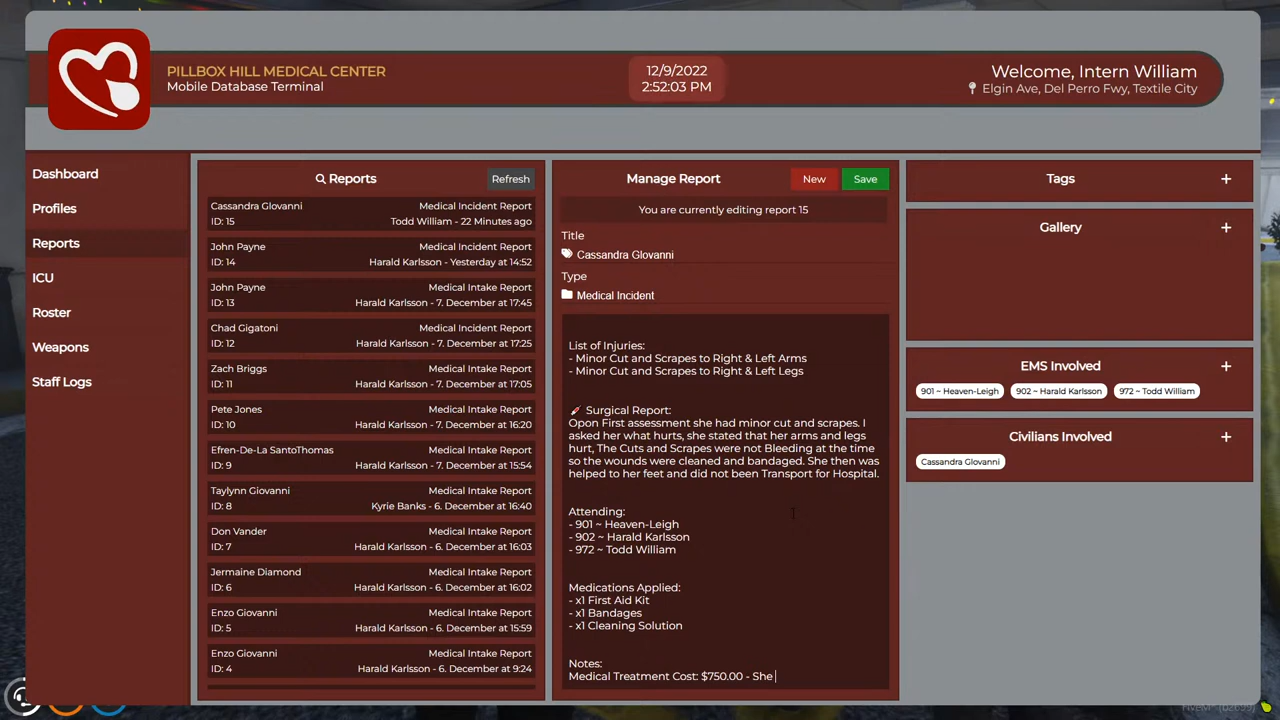 PILLBOX HILL MEDICAL CENTER
Mobile Database Terminal
12/9/2022
2:52:03 PM
Welcome, Intern William
Elgin Ave, Del Perro Fwy, Textile City
Dashboard
Profiles
Reports
ICU
Roster
Weapons
Staff Logs
Reports
Refresh
Cassandra GIovanni Medical Incident Report
ID: 15 Todd William - 22 Minutes ago
John Payne Medical Incident Report
ID: 14 Harald Karlsson - Yesterday at 14:52
John Payne Medical Incident Report
ID: 13 Harald Karlsson - 7. December at 17:45
Chad Gigatoni Medical Incident Report
ID: 12 Harald Karlsson - 7. December at 17:25
Zach Briggs Medical Intake Report
ID: 11 Harald Karlsson - 7. December at 17:05
Pete Jones Medical Intake Report
ID: 10 Harald Karlsson - 7. December at 16:20
Efren-De-La SantoThomas Medical Intake Report
ID: 9 Harald Karlsson - 7. December at 15:54
Taylynn Giovanni Medical Intake Report
ID: 8 Kyrie Banks - 6. December at 16:40
Don Vander Medical Intake Report
ID: 7 Harald Karlsson - 6. December at 16:03
Jermaine Diamond Medical Intake Report
ID: 6 Harald Karlsson - 6. December at 16:02
Enzo Giovanni Medical Intake Report
ID: 5 Harald Karlsson - 6. December at 15:59
Enzo Giovanni Medical Intake Report
ID: 4 Harald Karlsson - 6. December at 9:24
Manage Report
New
Save
You are currently editing report 15
Title
Cassandra GIovanni
Type
Medical Incident
List of Injuries:
- Minor Cut and Scrapes to Right & Left Arms
- Minor Cut and Scrapes to Right & Left Legs
Surgical Report:
Opon First assessment she had minor cut and scrapes. I
asked her what hurts, she stated that her arms and legs
hurt, The Cuts and Scrapes were not Bleeding at the time
so the wounds were cleaned and bandaged. She then was
helped to her feet and did not been Transport for Hospital.
Attending:
- 901 ~ Heaven-Leigh
- 902 ~ Harald Karlsson
- 972 ~ Todd William
Medications Applied:
- x1 First Aid Kit
- x1 Bandages
- x1 Cleaning Solution
Notes:
Medical Treatment Cost: $750.00 - She
Tags +
Gallery +
EMS Involved +
901 ~ Heaven-Leigh 902 ~ Harald Karlsson 972 ~ Todd William
Civilians Involved +
Cassandra GIovanni